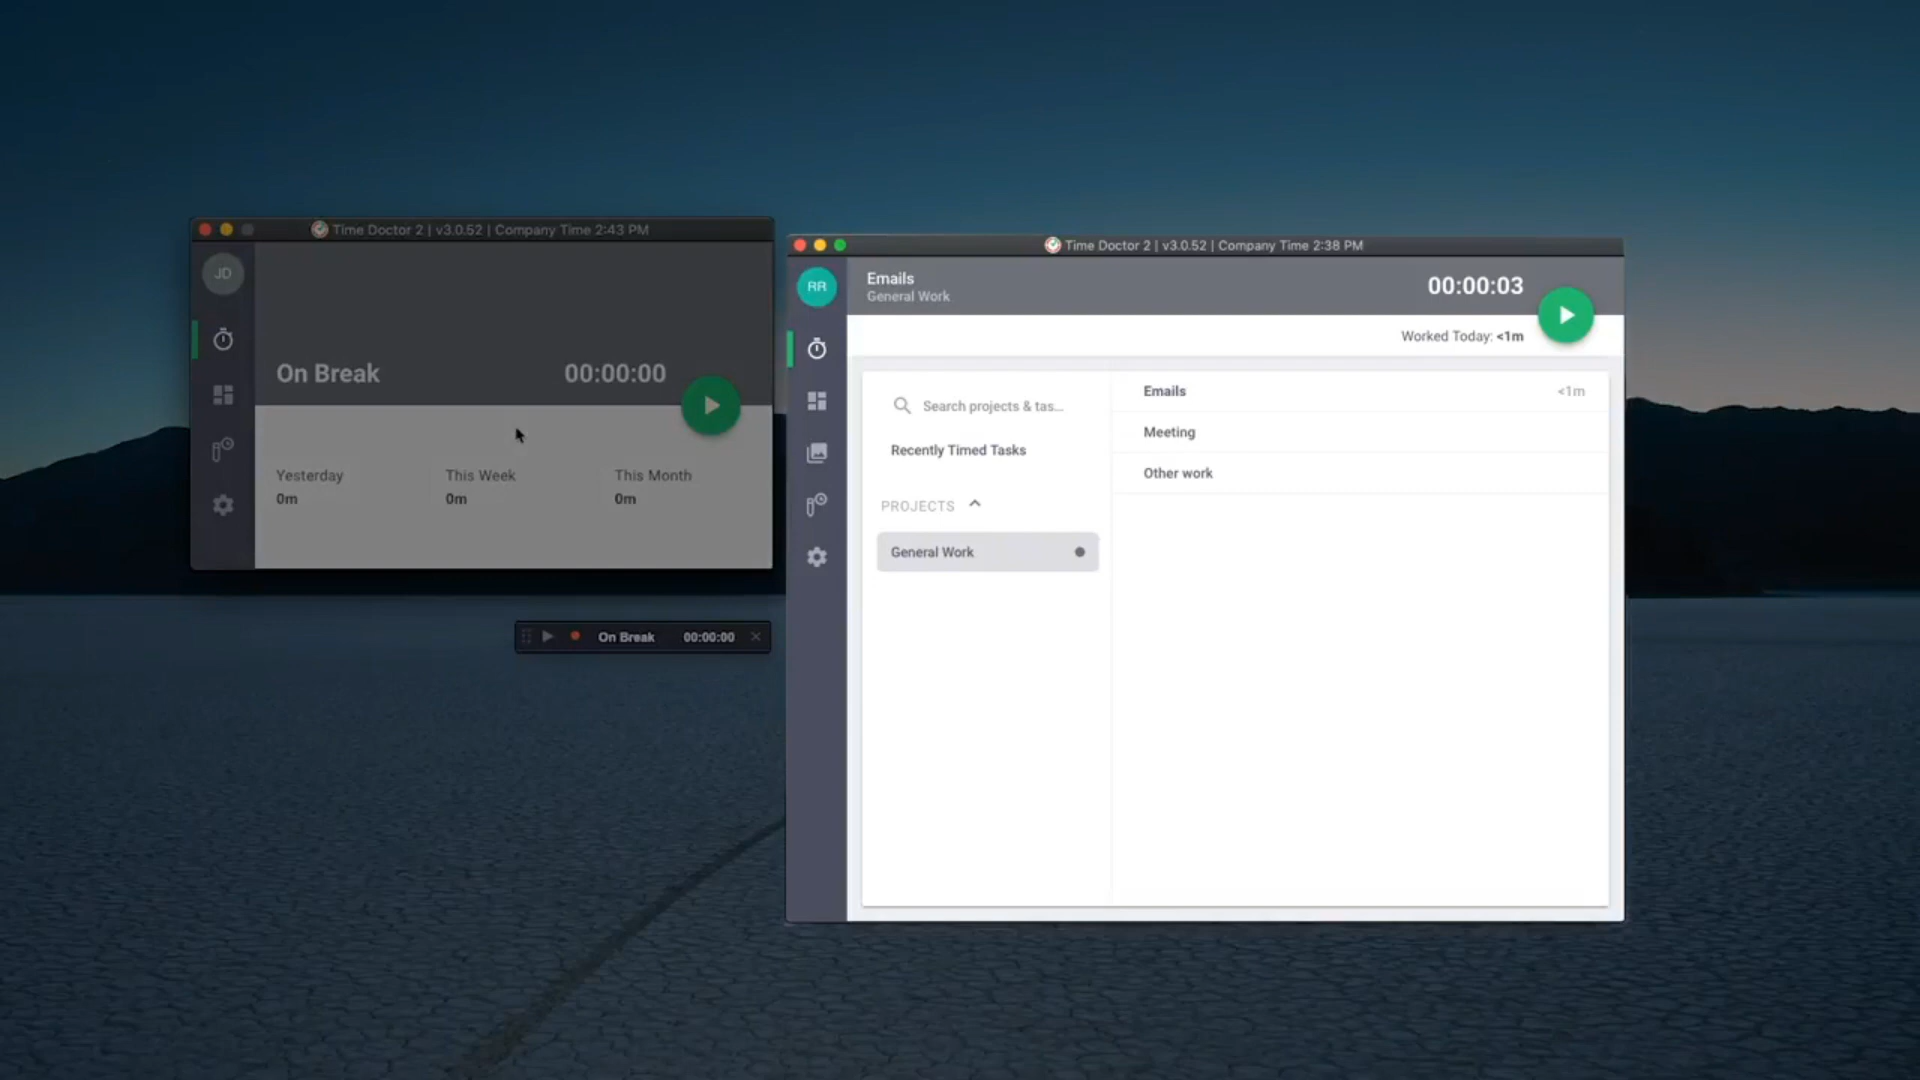 Time Doctor 2 | v3.0.52 | Company Time 2:43 PM
JD
On Break
00:00:00
Yesterday
This Week
This Month
0m
0m
0m
On Break
00:00:00
Time Doctor 2 | v3.0.52 | Company Time 2:38 PM
RR
Emails
General Work
00:00:03
Worked Today: <1m
Search projects & tas...
Recently Timed Tasks
PROJECTS
General Work
Emails
<1m
Meeting
Other work